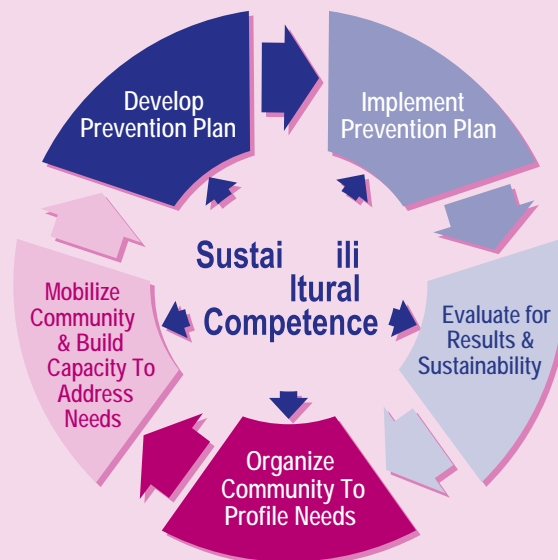 Develop
Prevention Plan
Implement
Prevention Plan
Sustai ili
ltural
Competence
Mobilize
Community
& Build
Capacity To
Address
Needs
Evaluate for
Results &
Sustainability
Organize
Community To
Profile Needs